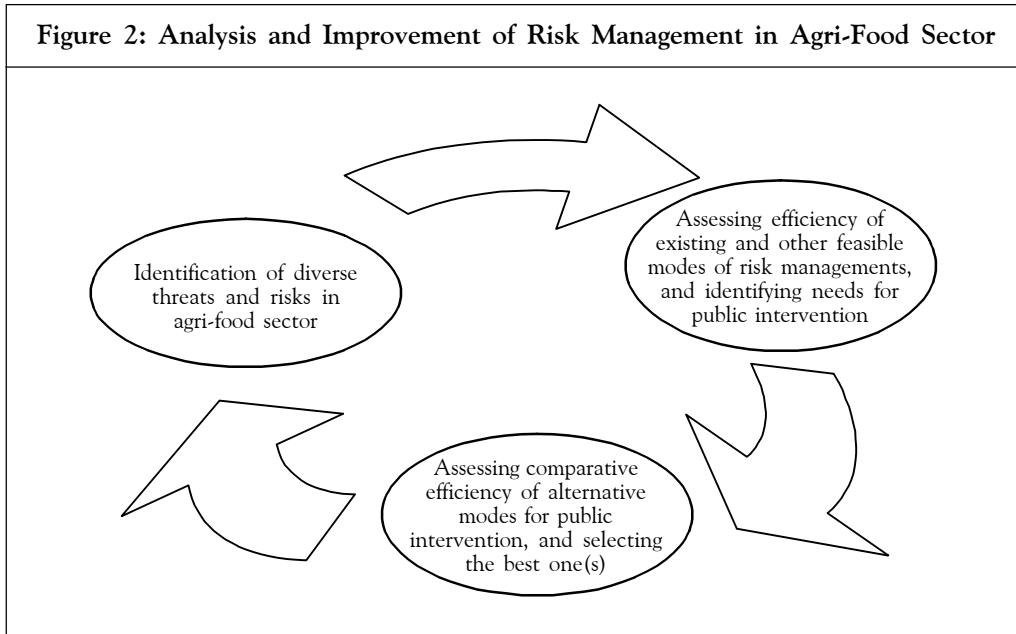 Figure 2: Analysis and Improvement of Risk Management in Agri-Food Sector
Identification of diverse
threats and risks in
agri-food sector
Assessing efficiency of
existing and other feasible
modes of risk managements,
and identifying needs for
public intervention
Assessing comparative
efficiency of alternative
modes for public
intervention, and selecting
the best one(s)